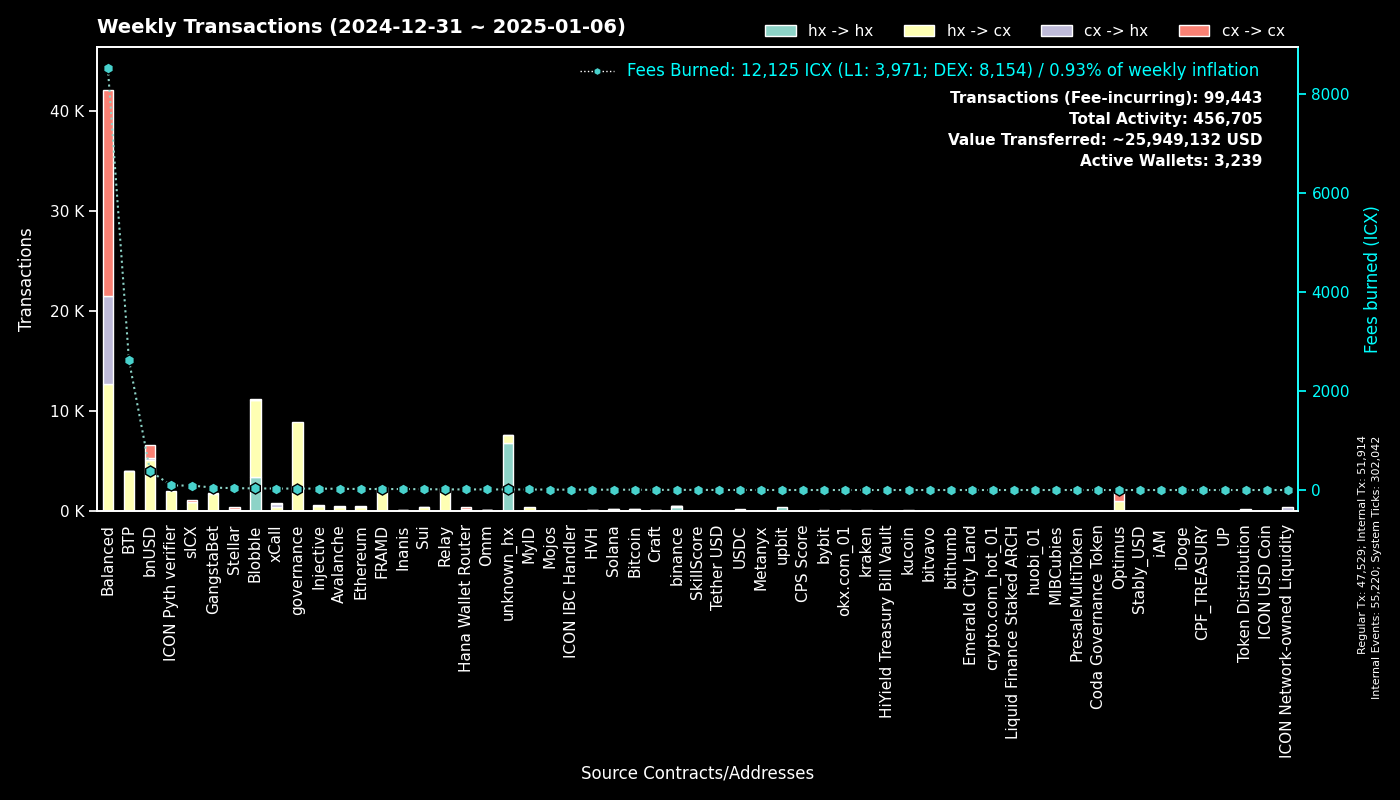 Weekly Transactions (2024-12-31 ~ 2025-01-06)
hx -> hx
hx -> cx
cx -> hx
cx -> cx
Fees Burned: 12,125 ICX (L1: 3,971; DEX: 8,154) / 0.93% of weekly inflation
Transactions (Fee-incurring): 99,443
Total Activity: 456,705
Value Transferred: ~25,949,132 USD
Active Wallets: 3,239
Transactions
40 K
30 K
20 K
10 K
0 K
8000
6000
4000
2000
0
Fees burned (ICX)
Regular Tx: 47,529; Internal Tx: 51,914
Internal Events: 55,220; System Ticks: 302,042
Balanced
BTP
bnUSD
ICON Pyth verifier
sICX
GangstaBet
Stellar
Blobble
xCall
governance
Injective
Avalanche
Ethereum
FRAMD
Inanis
Sui
Relay
Hana Wallet Router
Omm
unknown_hx
MyID
Mojos
ICON IBC Handler
HVH
Solana
Bitcoin
Craft
binance
SkillScore
Tether USD
USDC
Metanyx
upbit
CPS Score
bybit
okx.com_01
kraken
HiYield Treasury Bill Vault
kucoin
bitvavo
bithumb
Emerald City Land
crypto.com_hot_01
Liquid Finance Staked ARCH
huobi_01
MIBCubies
PresaleMultiToken
Coda Governance Token
Optimus
Stably_USD
iAM
iDoge
CPF_TREASURY
UP
Token Distribution
ICON USD Coin
ICON Network-owned Liquidity
Source Contracts/Addresses